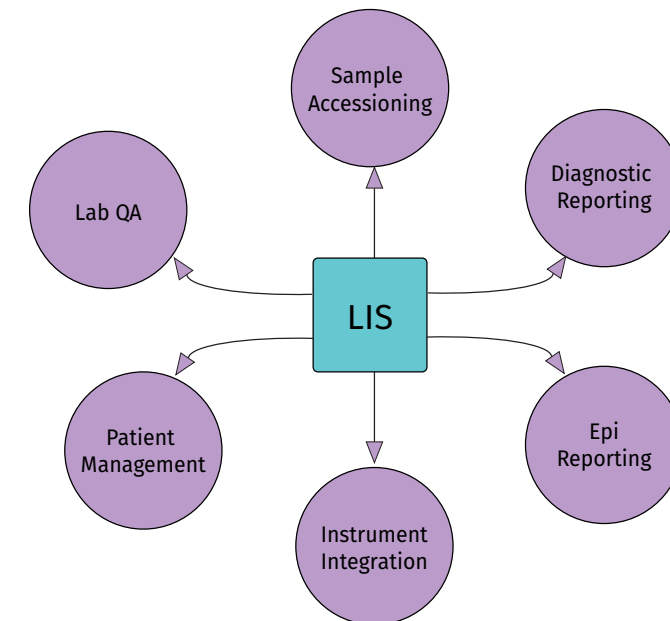 Sample
Accessioning
Diagnostic
Reporting
Lab QA
LIS
Patient
Management
Epi
Reporting
Instrument
Integration